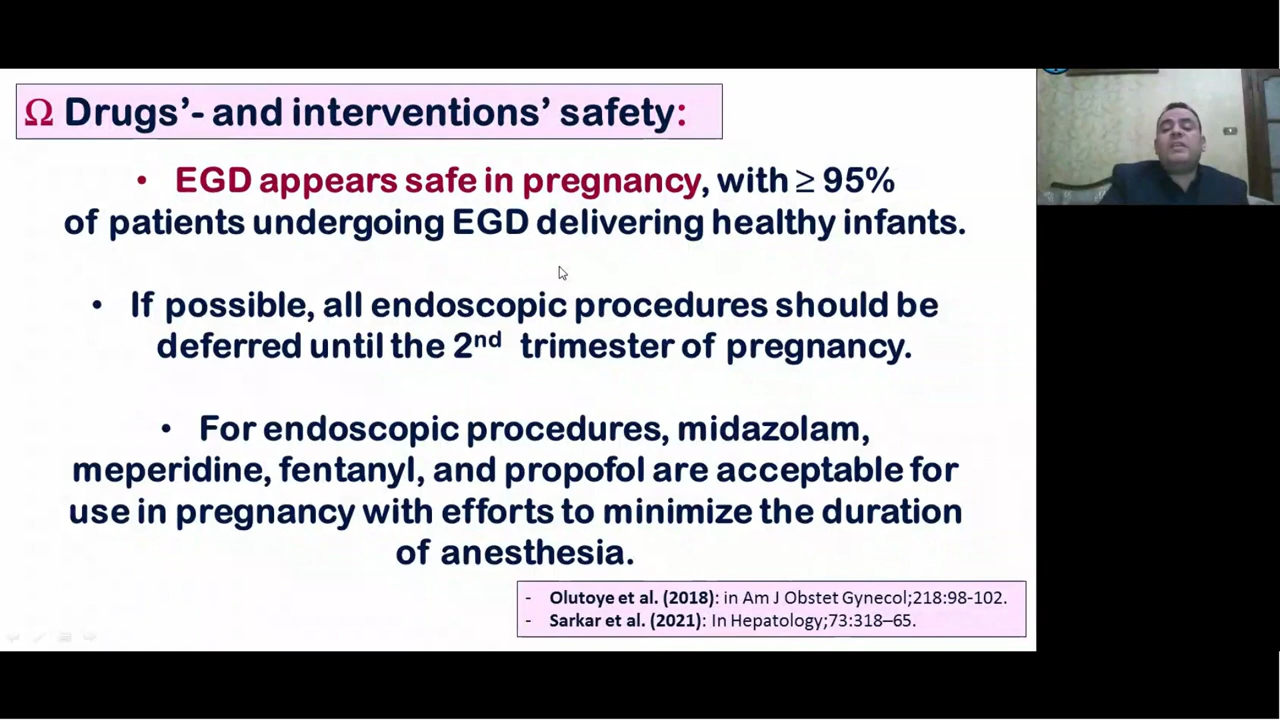 Ω Drugs’- and interventions’ safety:
• EGD appears safe in pregnancy, with ≥ 95%
of patients undergoing EGD delivering healthy infants.
• If possible, all endoscopic procedures should be
deferred until the 2nd trimester of pregnancy.
• For endoscopic procedures, midazolam,
meperidine, fentanyl, and propofol are acceptable for
use in pregnancy with efforts to minimize the duration
of anesthesia.
- Olutoye et al. (2018): in Am J Obstet Gynecol;218:98-102.
- Sarkar et al. (2021): In Hepatology;73:318–65.